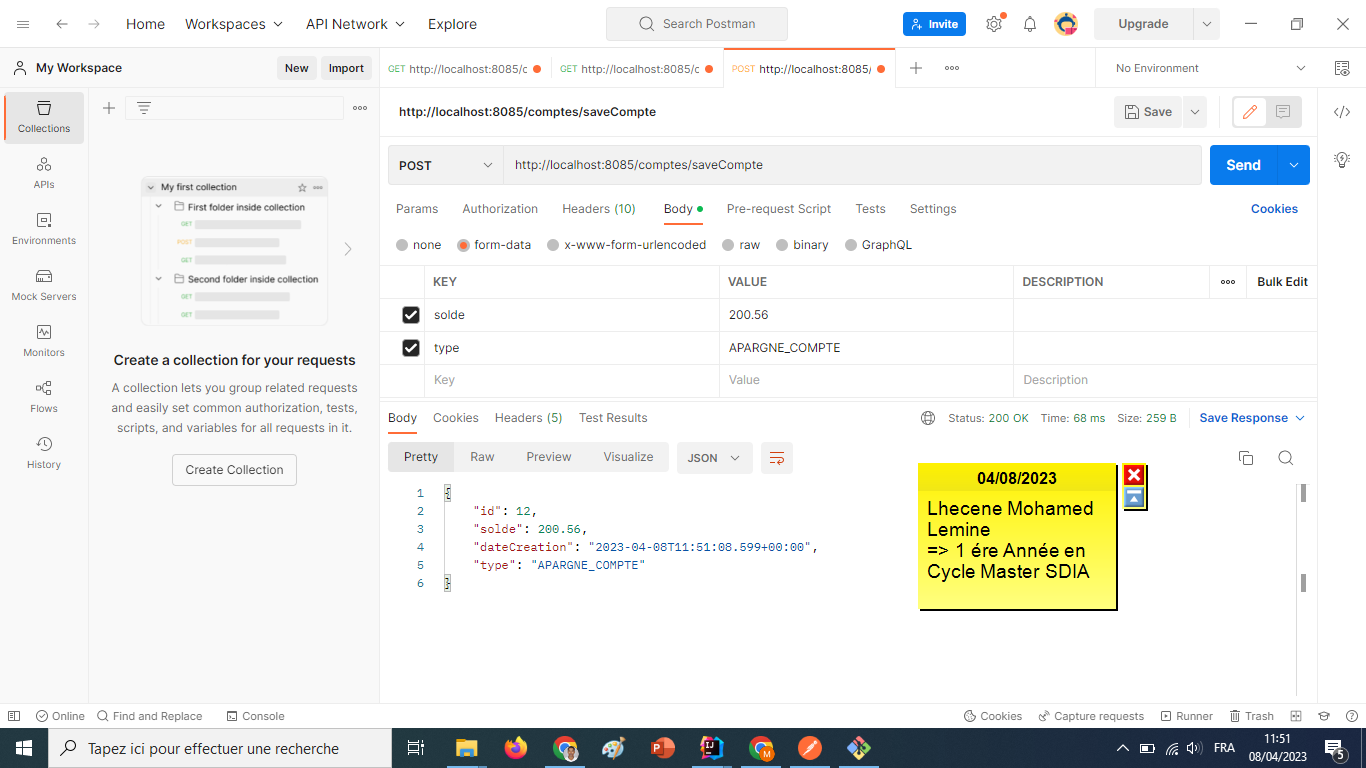 Home Workspaces API Network Explore Search Postman Invite Upgrade
My Workspace New Import GET http://localhost:8085/c GET http://localhost:8085/c POST http://localhost:8085/ No Environment
Collections
APIs
Environments
Mock Servers
Monitors
Flows
History
My first collection
First folder inside collection
GET
POST
GET
Second folder inside collection
GET
GET
Create a collection for your requests
A collection lets you group related requests
and easily set common authorization, tests,
scripts, and variables for all requests in it.
Create Collection
http://localhost:8085/comptes/saveCompte Save
POST http://localhost:8085/comptes/saveCompte Send
Params Authorization Headers (10) Body Pre-request Script Tests Settings Cookies
none form-data x-www-form-urlencoded raw binary GraphQL
KEY VALUE DESCRIPTION Bulk Edit
solde 200.56
type APARGNE_COMPTE
Key Value Description
Body Cookies Headers (5) Test Results Status: 200 OK Time: 68 ms Size: 259 B Save Response
Pretty Raw Preview Visualize JSON
1 {
2 "id": 12,
3 "solde": 200.56,
4 "dateCreation": "2023-04-08T11:51:08.599+00:00",
5 "type": "APARGNE_COMPTE"
6 }
04/08/2023
Lhecene Mohamed
Lemine
=> 1 ére Année en
Cycle Master SDIA
Online Find and Replace Console Cookies Capture requests Runner Trash
Tapez ici pour effectuer une recherche FRA 11:51
08/04/2023 5